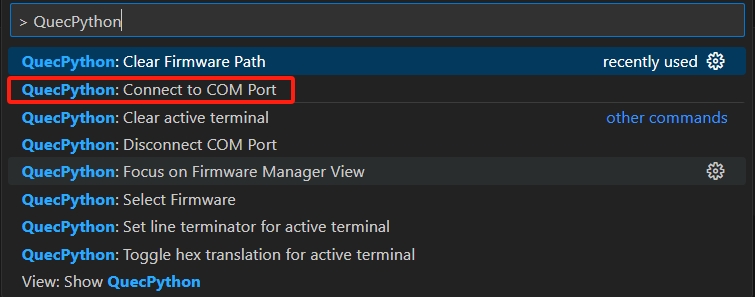 > QuecPython
QuecPython: Clear Firmware Path recently used
QuecPython: Connect to COM Port
QuecPython: Clear active terminal other commands
QuecPython: Disconnect COM Port
QuecPython: Focus on Firmware Manager View
QuecPython: Select Firmware
QuecPython: Set line terminator for active terminal
QuecPython: Toggle hex translation for active terminal
View: Show QuecPython